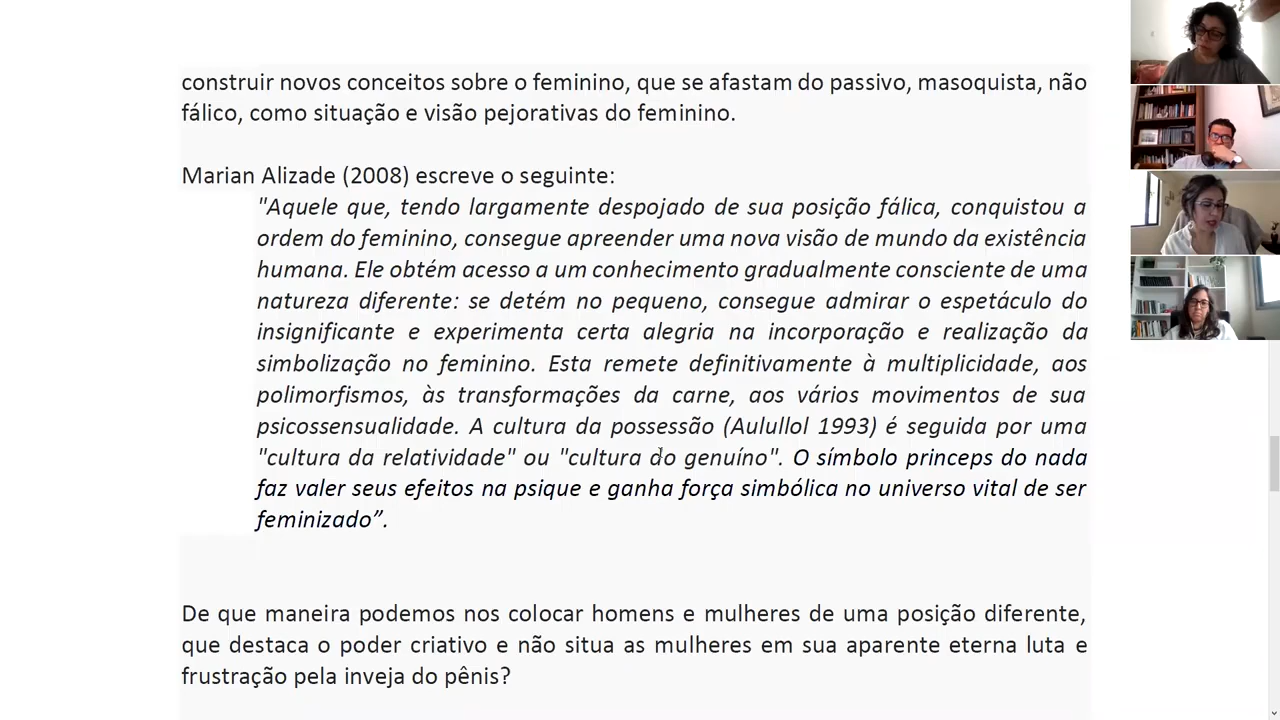 construir novos conceitos sobre o feminino, que se afastam do passivo, masoquista, não
fálico, como situação e visão pejorativas do feminino.
Marian Alizade (2008) escreve o seguinte:
"Aquele que, tendo largamente despojado de sua posição fálica, conquistou a
ordem do feminino, consegue apreender uma nova visão de mundo da existência
humana. Ele obtém acesso a um conhecimento gradualmente consciente de uma
natureza diferente: se detém no pequeno, consegue admirar o espetáculo do
insignificante e experimenta certa alegria na incorporação e realização da
simbolização no feminino. Esta remete definitivamente à multiplicidade, aos
polimorfismos, às transformações da carne, aos vários movimentos de sua
psicossensualidade. A cultura da possessão (Aulullol 1993) é seguida por uma
"cultura da relatividade" ou "cultura do genuíno". O símbolo princeps do nada
faz valer seus efeitos na psique e ganha força simbólica no universo vital de ser
feminizado”.
De que maneira podemos nos colocar homens e mulheres de uma posição diferente,
que destaca o poder criativo e não situa as mulheres em sua aparente eterna luta e
frustração pela inveja do pênis?